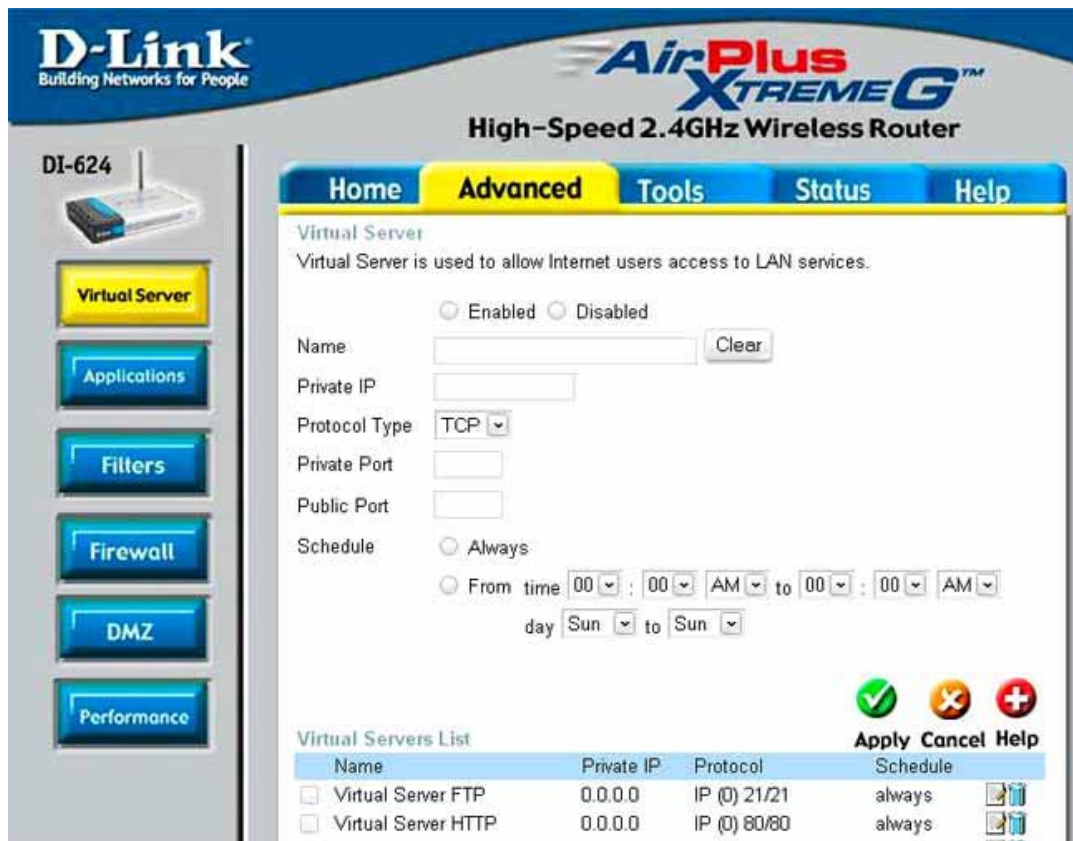 D-Link
Building Networks for People
AirPlus
XTREME G™
High-Speed 2.4GHz Wireless Router
DI-624
Home Advanced Tools Status Help
Virtual Server
Applications
Filters
Firewall
DMZ
Performance
Virtual Server
Virtual Server is used to allow Internet users access to LAN services.
Enabled Disabled
Name Clear
Private IP
Protocol Type TCP
Private Port
Public Port
Schedule Always
From time 00 : 00 AM to 00 : 00 AM
day Sun to Sun
Apply Cancel Help
Virtual Servers List
Name Private IP Protocol Schedule
Virtual Server FTP 0.0.0.0 IP (0) 21/21 always
Virtual Server HTTP 0.0.0.0 IP (0) 80/80 always